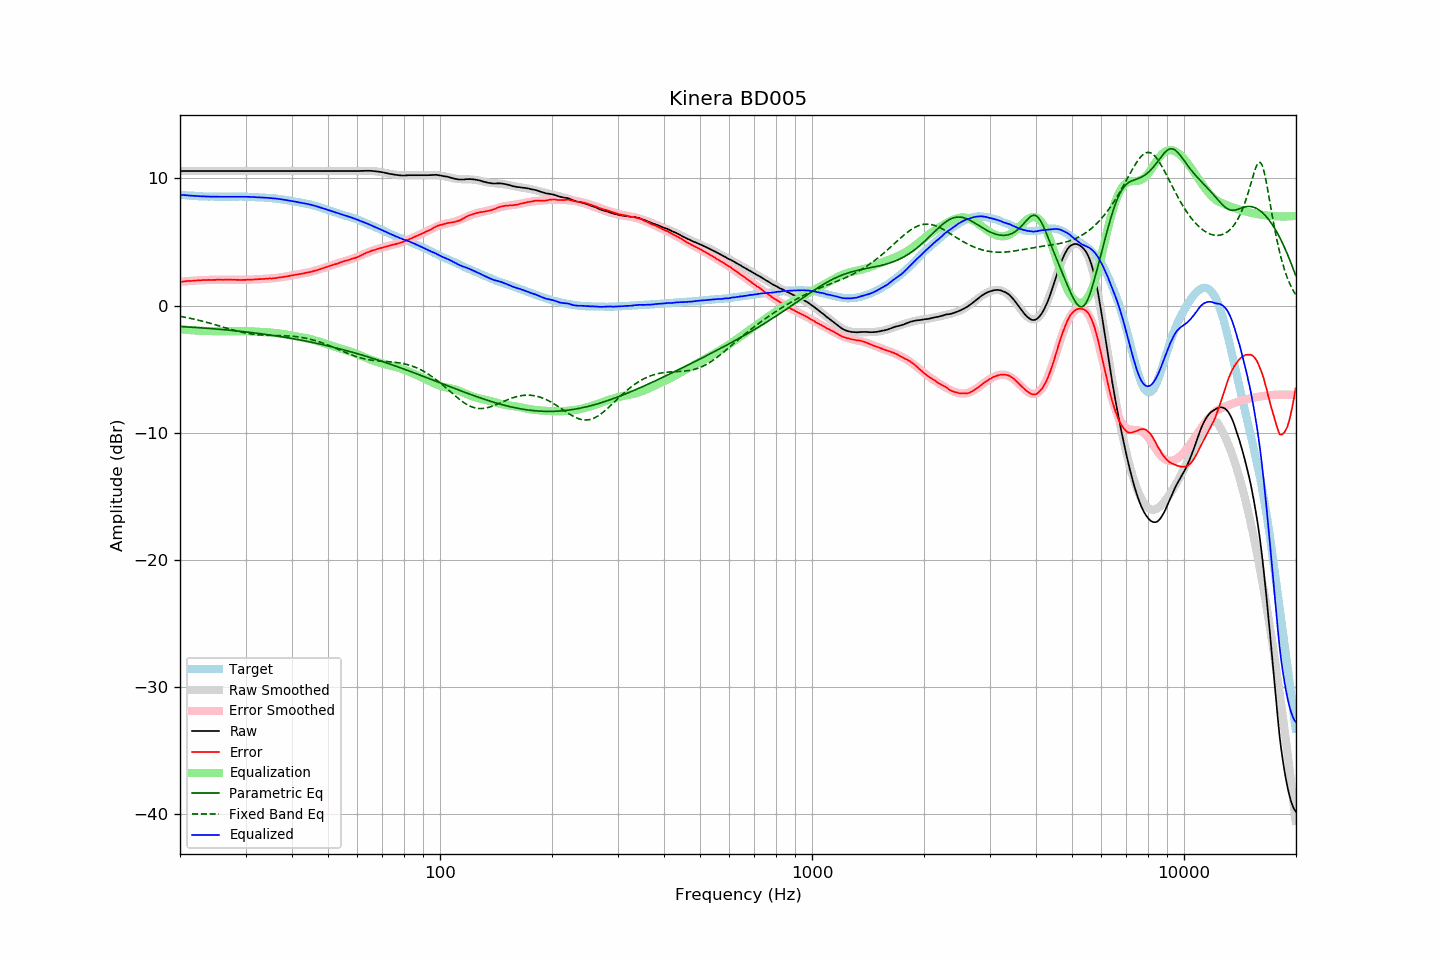 Kinera BD005
Amplitude (dBr)
10
0
−10
−20
−30
−40
Target
Raw Smoothed
Error Smoothed
Raw
Error
Equalization
Parametric Eq
Fixed Band Eq
Equalized
100
1000
10000
Frequency (Hz)